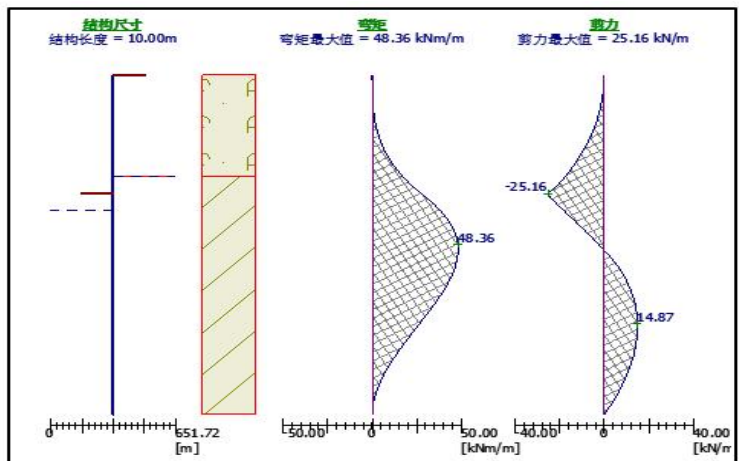 结构尺寸
结构长度 = 10.00m
弯矩
弯矩最大值 = 48.36 kNm/m
剪力
剪力最大值 = 25.16 kN/m
-25.16
48.36
14.87
0
651.72
[m]
-50.00
0
50.00
[kNm/m]
-40.00
0
40.00
[kN/m